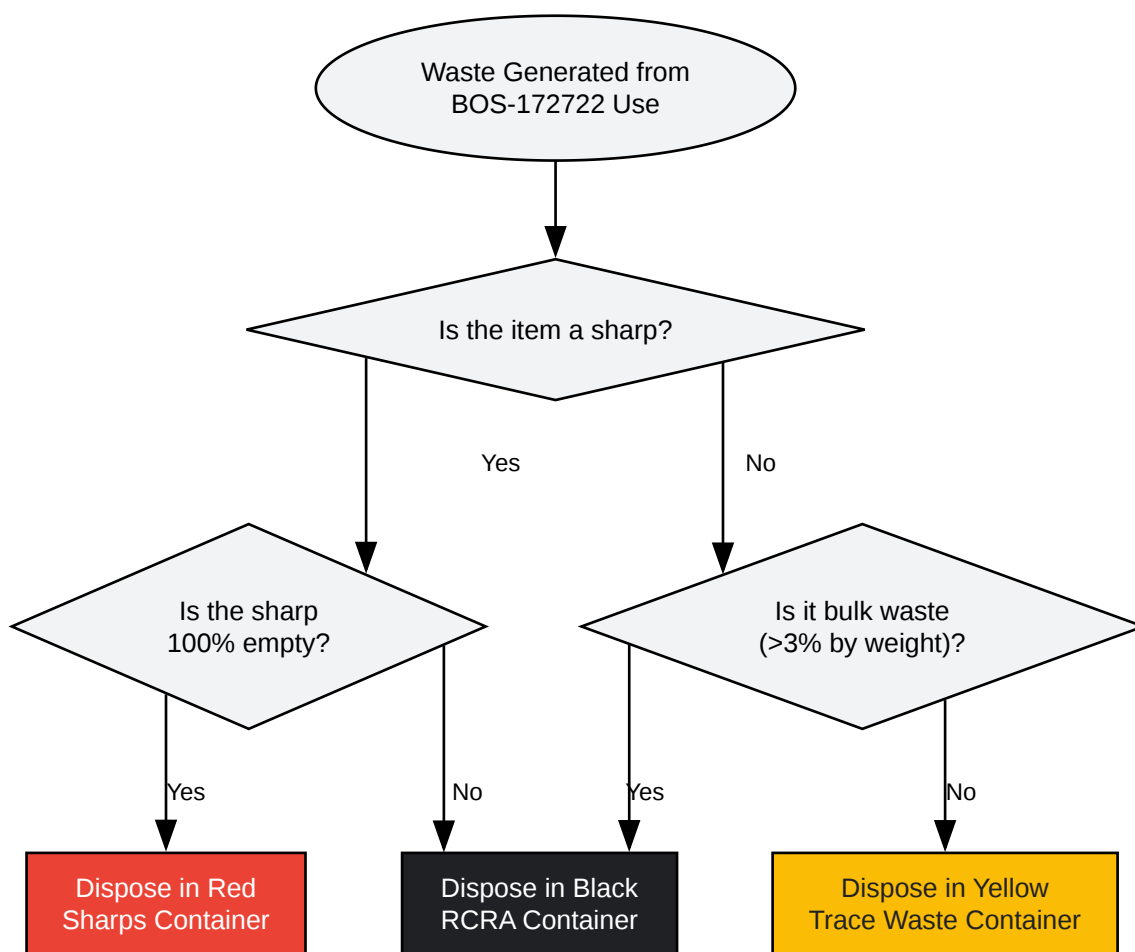 Waste Generated from
BOS-172722 Use
Is the item a sharp?
Yes
No
Is the sharp
100% empty?
Is it bulk waste
(>3% by weight)?
Yes
No
Yes
No
Dispose in Red
Sharps Container
Dispose in Black
RCRA Container
Dispose in Yellow
Trace Waste Container